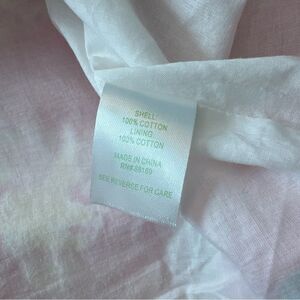 SHELL:
100% COTTON
LINING:
100% COTTON
MADE IN CHINA
SEE REVERSE FOR CARE